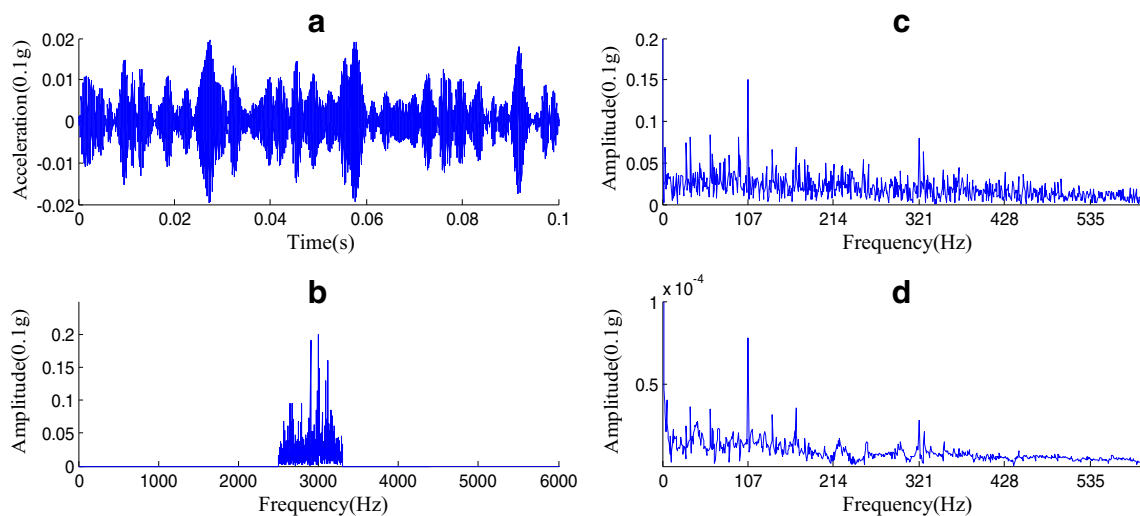 a
Acceleration(0.1g)
0.02
0.01
0
-0.01
-0.02
0 0.02 0.04 0.06 0.08 0.1
Time(s)
b
Amplitude(0.1g)
0.2
0.15
0.1
0.05
0
0 1000 2000 3000 4000 5000 6000
Frequency(Hz)
c
Amplitude(0.1g)
0.2
0.15
0.1
0.05
0
0 107 214 321 428 535
Frequency(Hz)
d
x 10^-4
Amplitude(0.1g)
1
0.5
0
0 107 214 321 428 535
Frequency(Hz)